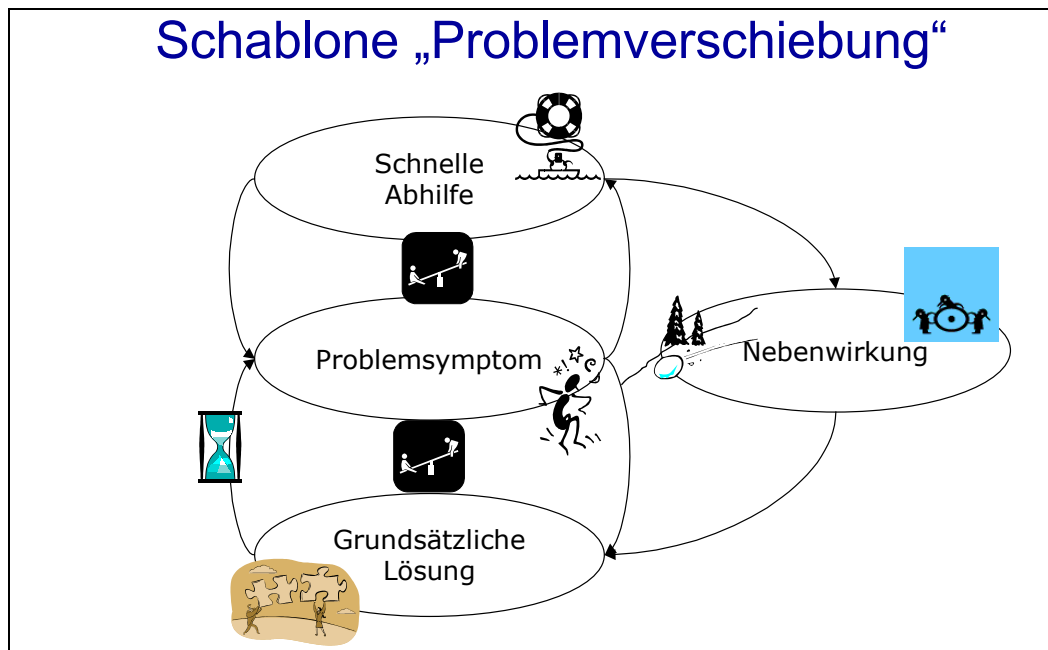 Schablone „Problemverschiebung“
Schnelle
Abhilfe
Problemsymptom
Nebenwirkung
Grundsätzliche
Lösung